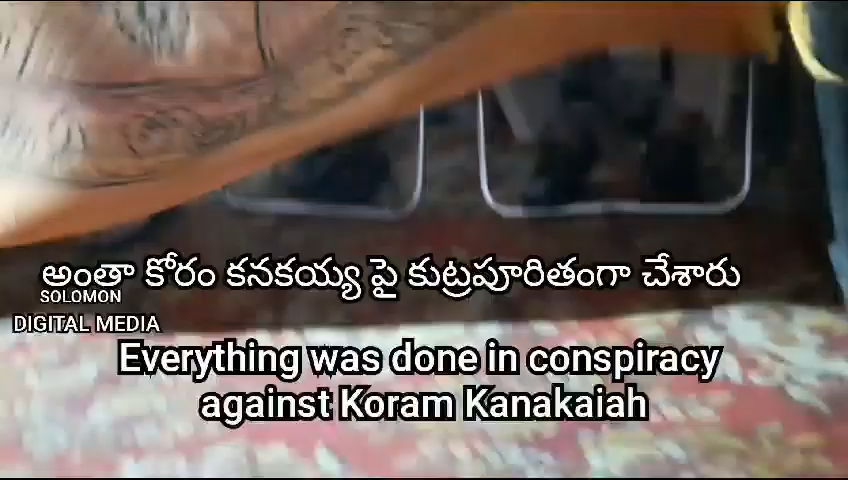 అంతా కోరం కనకయ్య పై కుట్రపూరితంగా చేశారు
SOLOMON
DIGITAL MEDIA
Everything was done in conspiracy
against Koram Kanakaiah